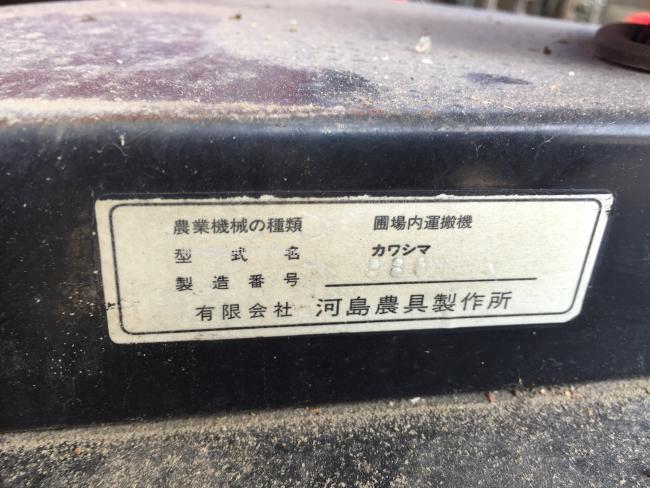 農業機械の種類 圃場内運搬機
型式名 カワシマ
製造番号
有限会社 河島農具製作所